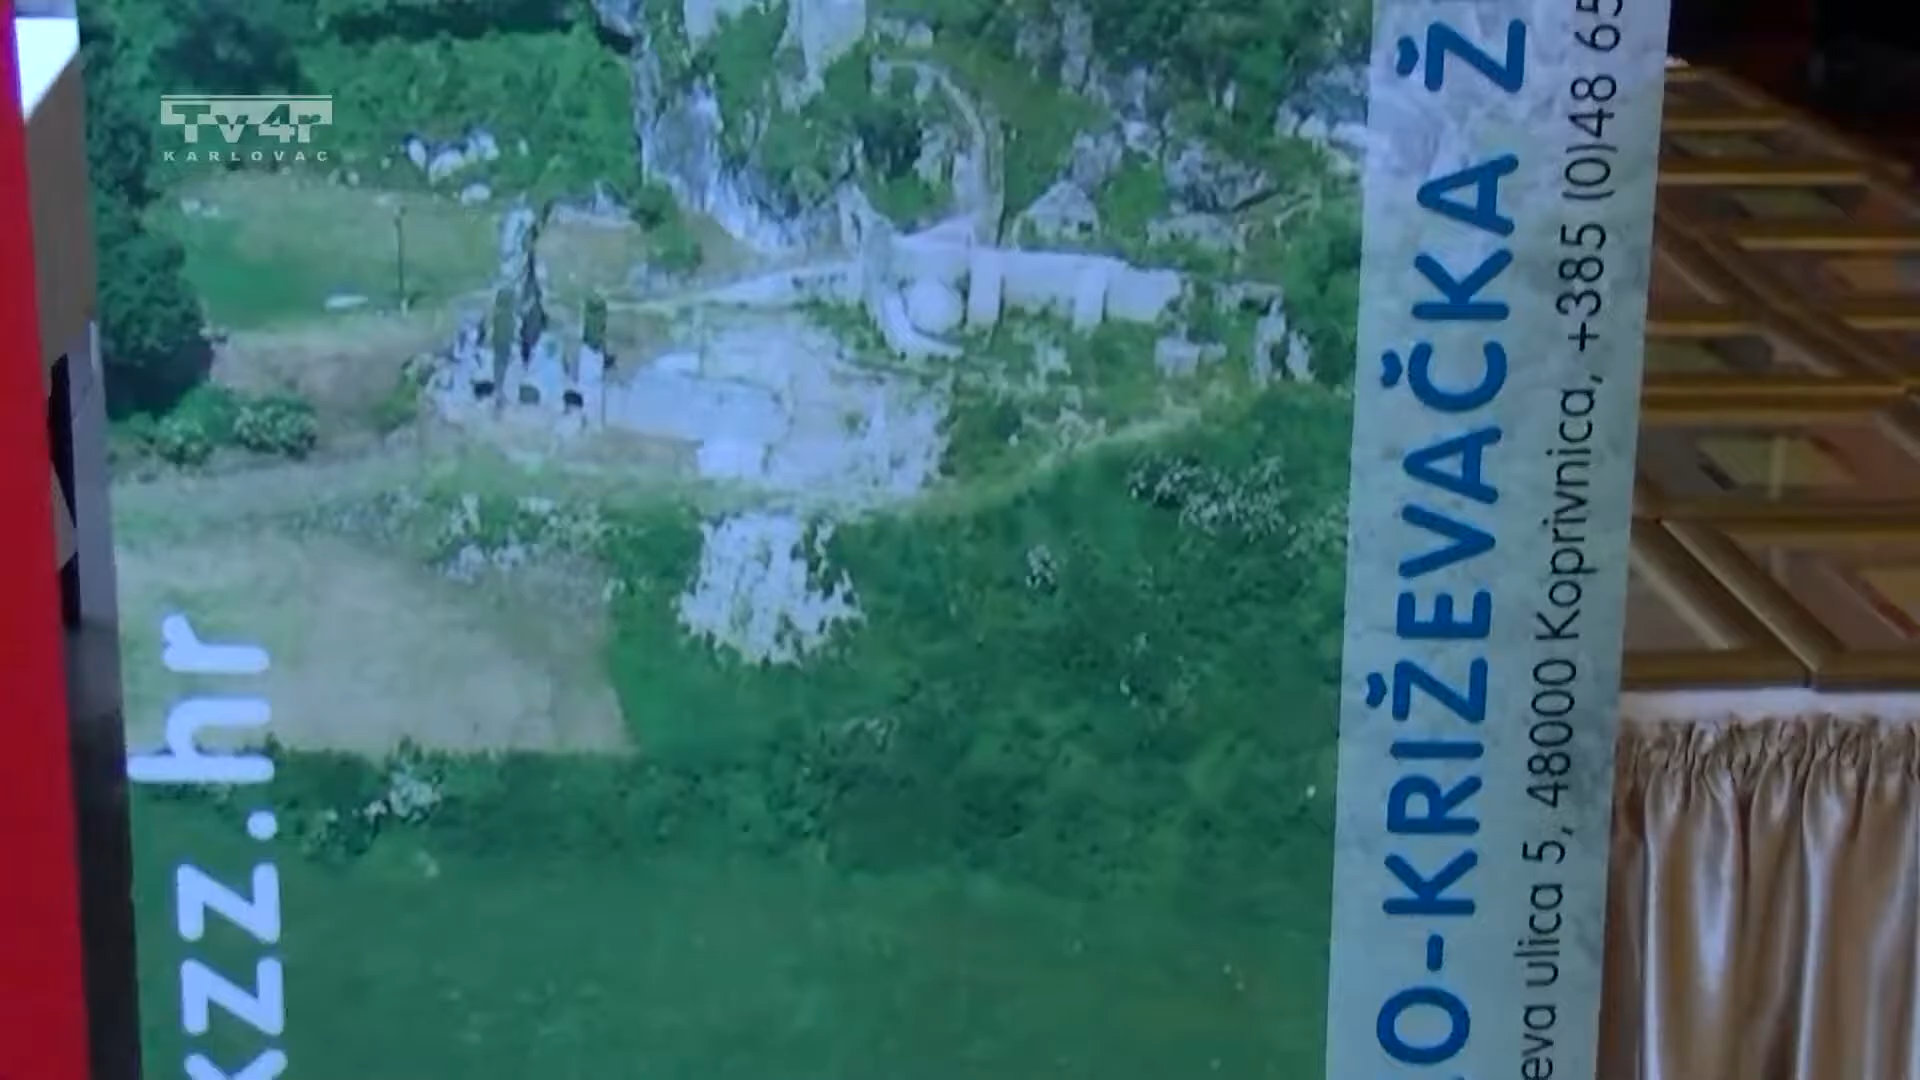 Tv4r
KARLOVAC
kzz.hr
O-KRIŽEVAČKA Ž
eva ulica 5, 48000 Koprivnica, +385 (0)48 65